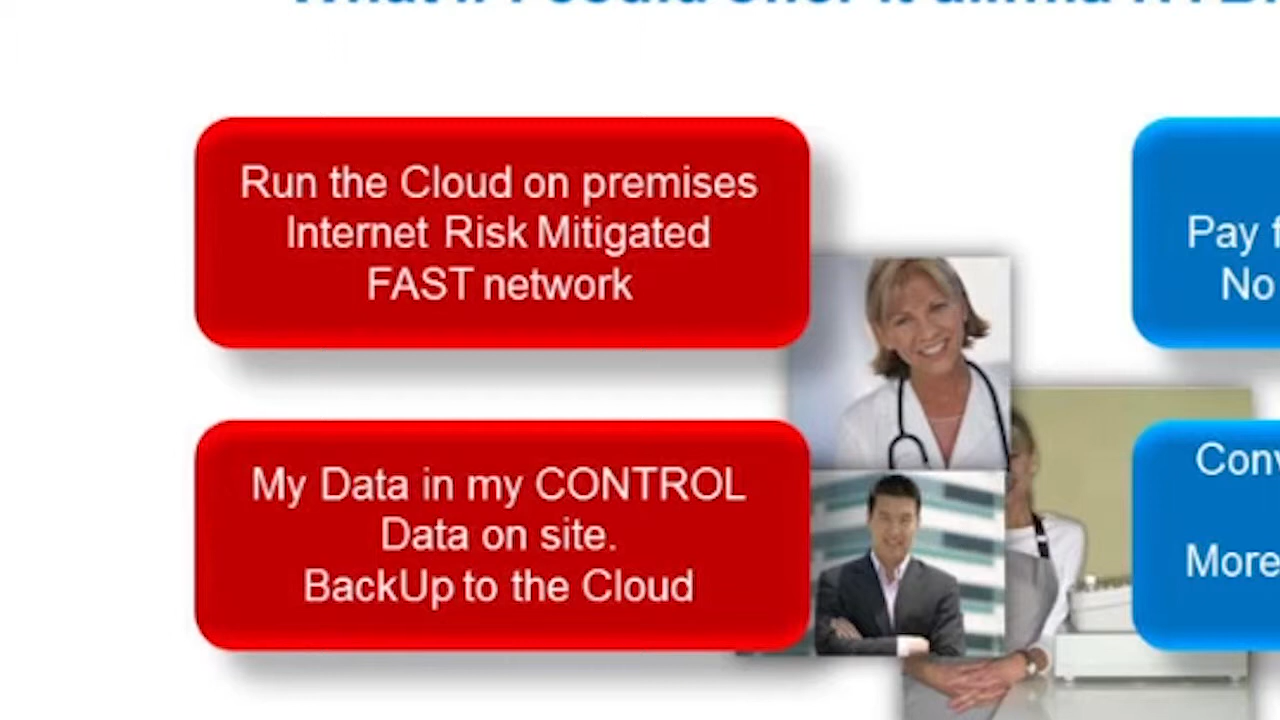 Run the Cloud on premises
Internet Risk Mitigated
FAST network
Pay
No
My Data in my CONTROL
Data on site.
BackUp to the Cloud
More